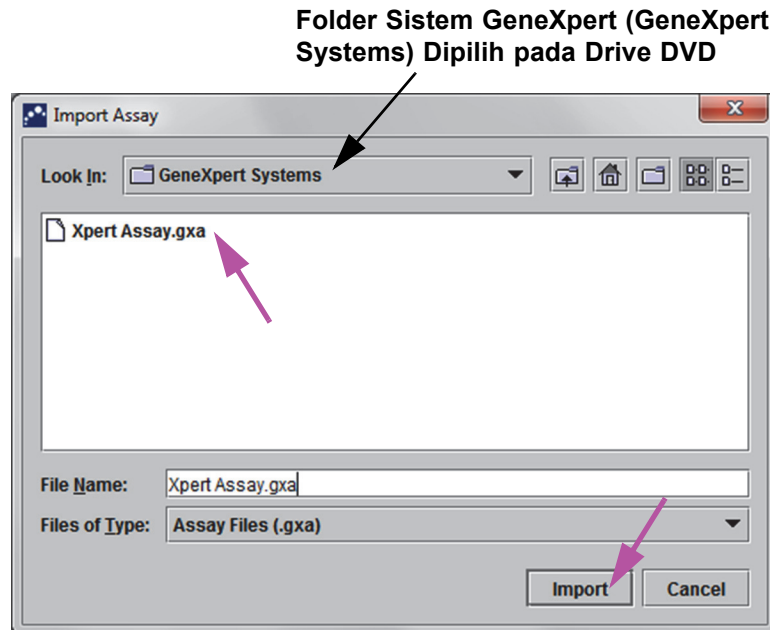 Folder Sistem GeneXpert (GeneXpert
Systems) Dipilih pada Drive DVD
Import Assay
Look In: GeneXpert Systems
Xpert Assay.gxa
File Name: Xpert Assay.gxa
Files of Type: Assay Files (.gxa)
Import Cancel